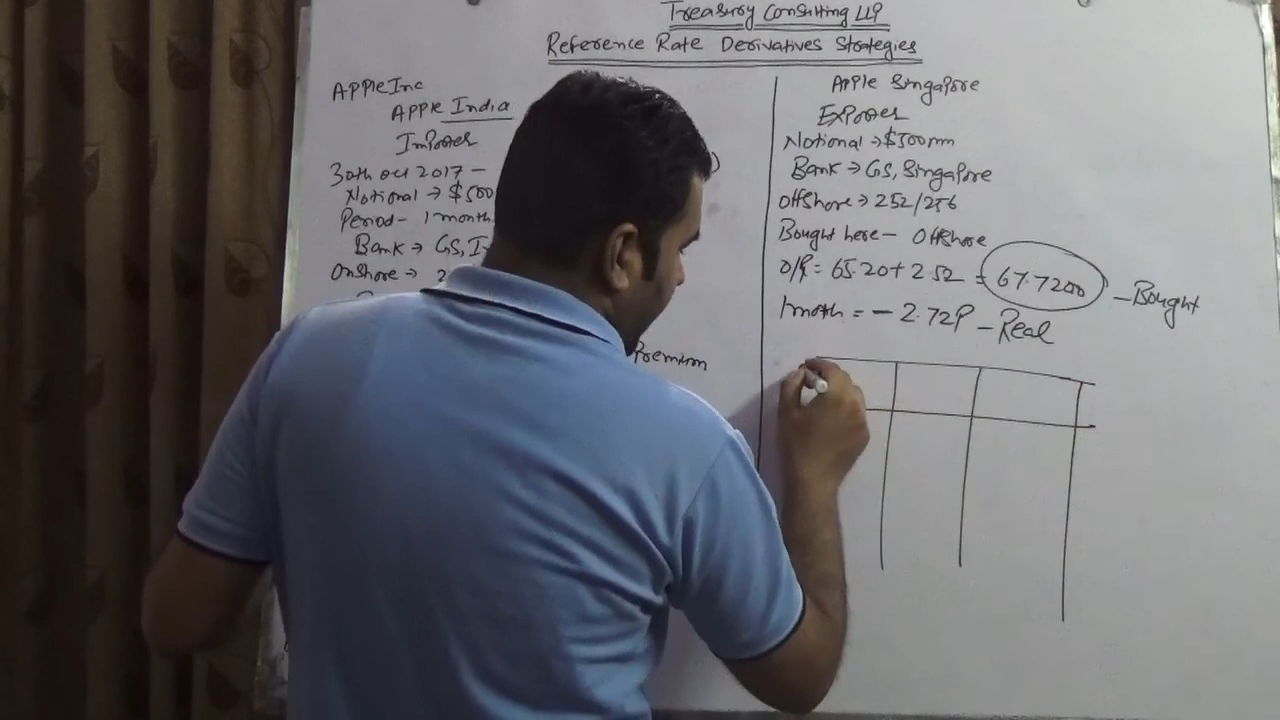 Treasury Consulting LLP
Reference Rate Derivatives Strategies
APPle Inc
APPle India
Importer
30th oct 2017 -
Notional → $500
Period - 1 month
Bank → GS, I
Onshore → 2
Premium
Apple Singapore
Exporter
Notional → $500mn
Bank → GS, Singapore
Offshore → 252/256
Bought here - Offshore
O/R = 65.20 + 2.52 = 67.7200 - Bought
1 month = - 2.72P - Real